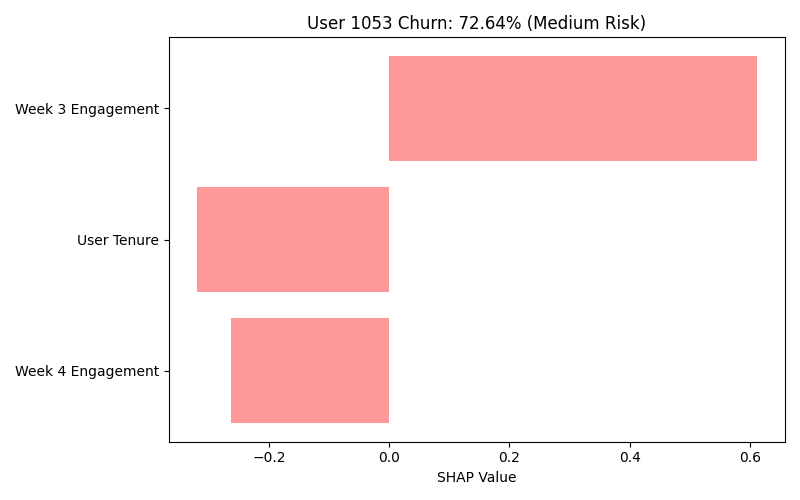 User 1053 Churn: 72.64% (Medium Risk)
Week 3 Engagement
User Tenure
Week 4 Engagement
−0.2 0.0 0.2 0.4 0.6
SHAP Value